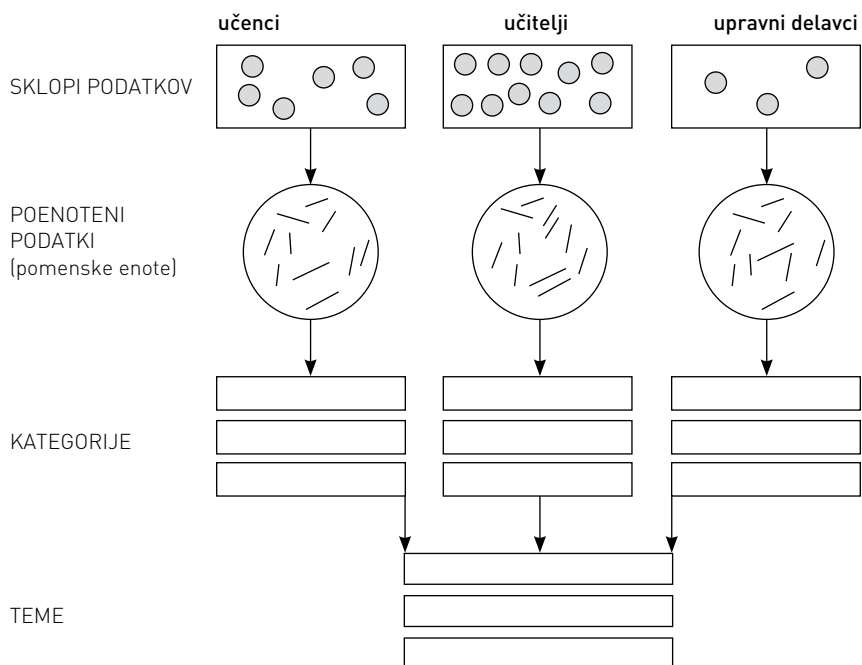 učenci
učitelji
upravni delavci
SKLOPI PODATKOV
POENOTENI
PODATKI
(pomenske enote)
KATEGORIJE
TEME